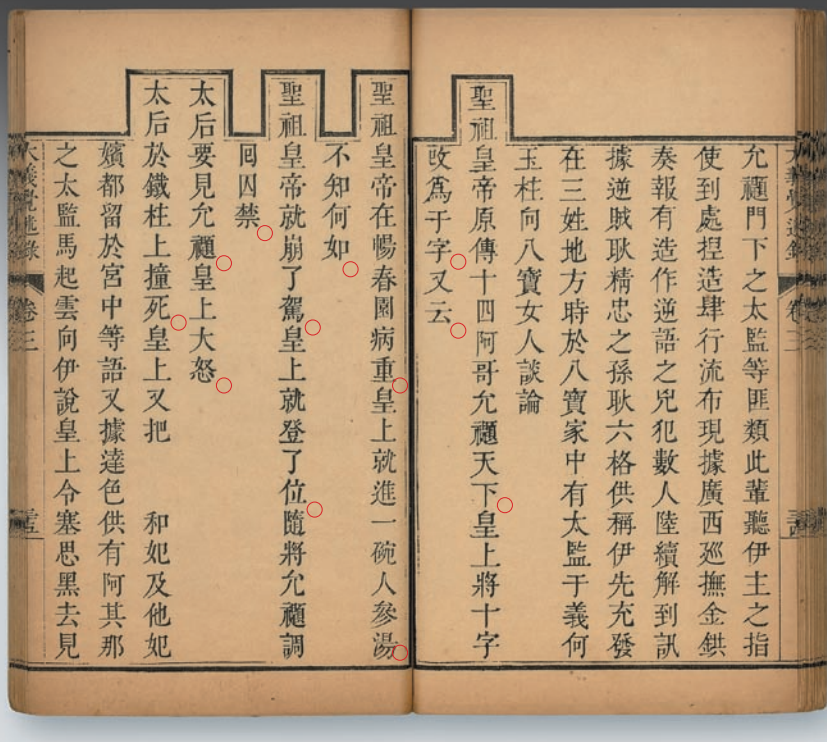 允禵門下之太監等匪類此輩聽伊主之指
使到處捏造肆行流布現據廣西廵撫金鉷
奏報有造作逆語之兇犯數人陸續解到訊
據逆賊耿精忠之孫耿六格供稱伊先充發
在三姓地方時於八寶家中有太監于義何
玉柱向八寶女人談論
聖祖皇帝原傳十四阿哥允禵天下皇上將十字
改爲于字又云
聖祖皇帝在暢春園病重皇上就進一碗人參湯
不知何如
聖祖皇帝就崩了駕皇上就登了位隨將允禵調
囘囚禁
太后要見允禵皇上大怒
太后於鐵柱上撞死皇上又把 和妃及他妃
嬪都留於宮中等語又據達色供有阿其那
之太監馬起雲向伊說皇上令塞思黑去見
大義覺迷錄
卷三